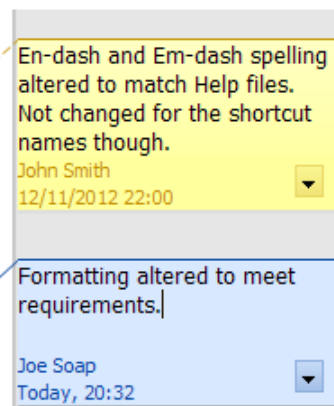 En-dash and Em-dash spelling
altered to match Help files.
Not changed for the shortcut
names though.
John Smith
12/11/2012 22:00
Formatting altered to meet
requirements.
Joe Soap
Today, 20:32